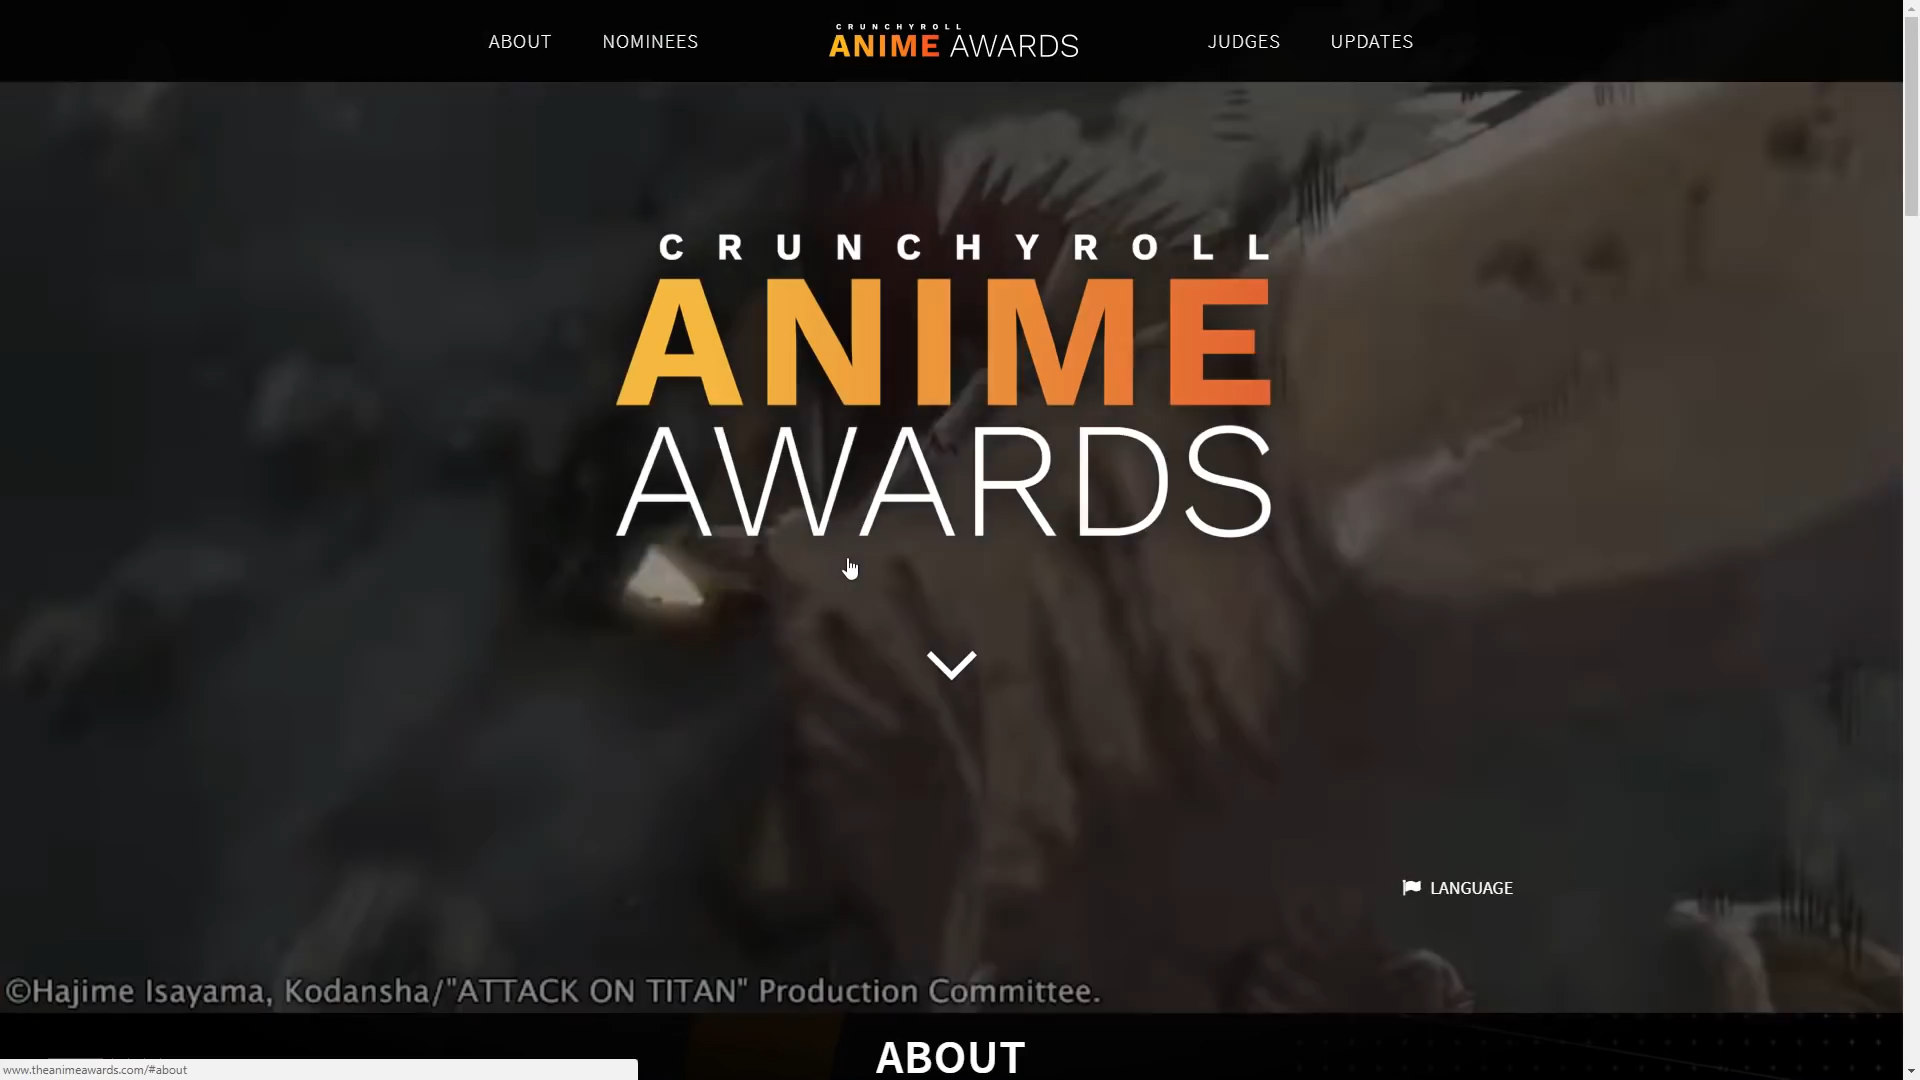 ABOUT
NOMINEES
CRUNCHYROLL
ANIME AWARDS
JUDGES
UPDATES
CRUNCHYROLL
ANIME
AWARDS
LANGUAGE
©Hajime Isayama, Kodansha/"ATTACK ON TITAN" Production Committee.
ABOUT
www.theanimeawards.com/#about